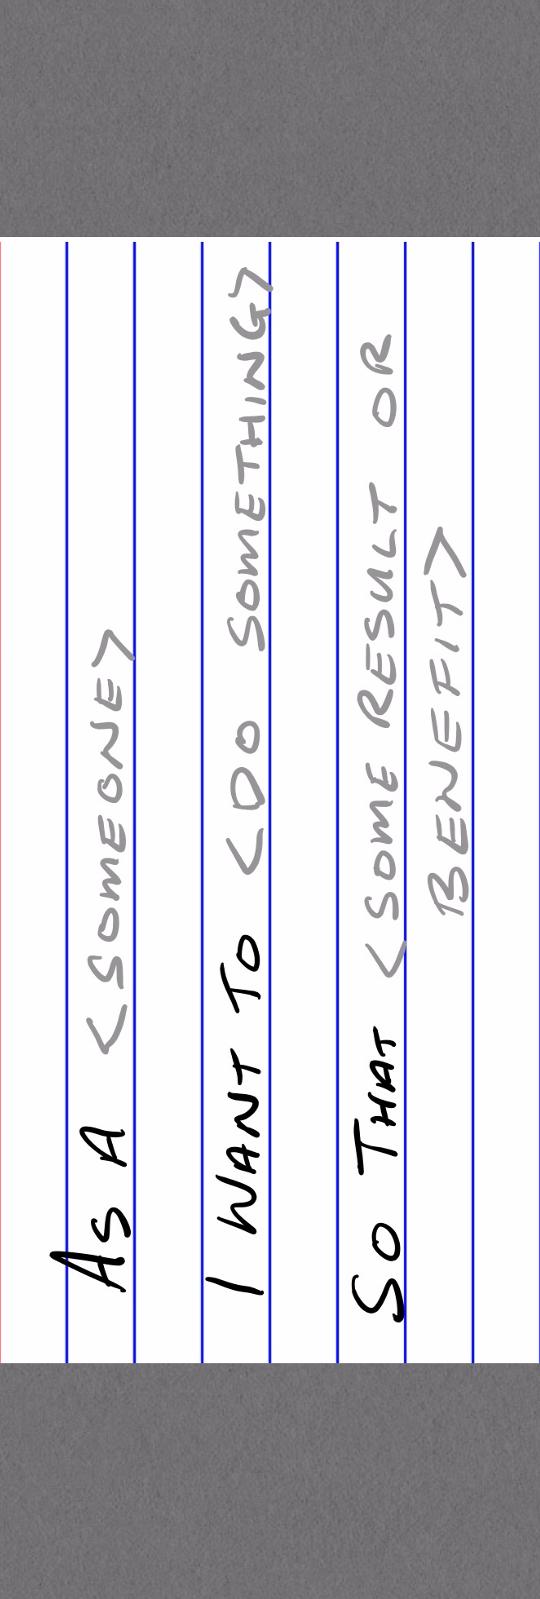 As A <SOMEONE>
I WANT TO <DO SOMETHING>
SO THAT <SOME RESULT OR
BENEFIT>